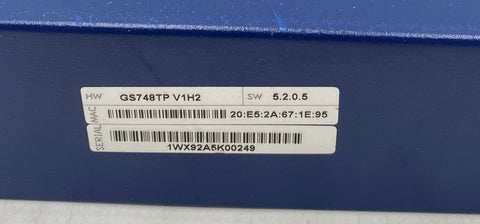 HW GS748TP V1H2 SW 5.2.0.5
MAC 20:E5:2A:67:1E:95
SERIAL 1WX92A5K00249